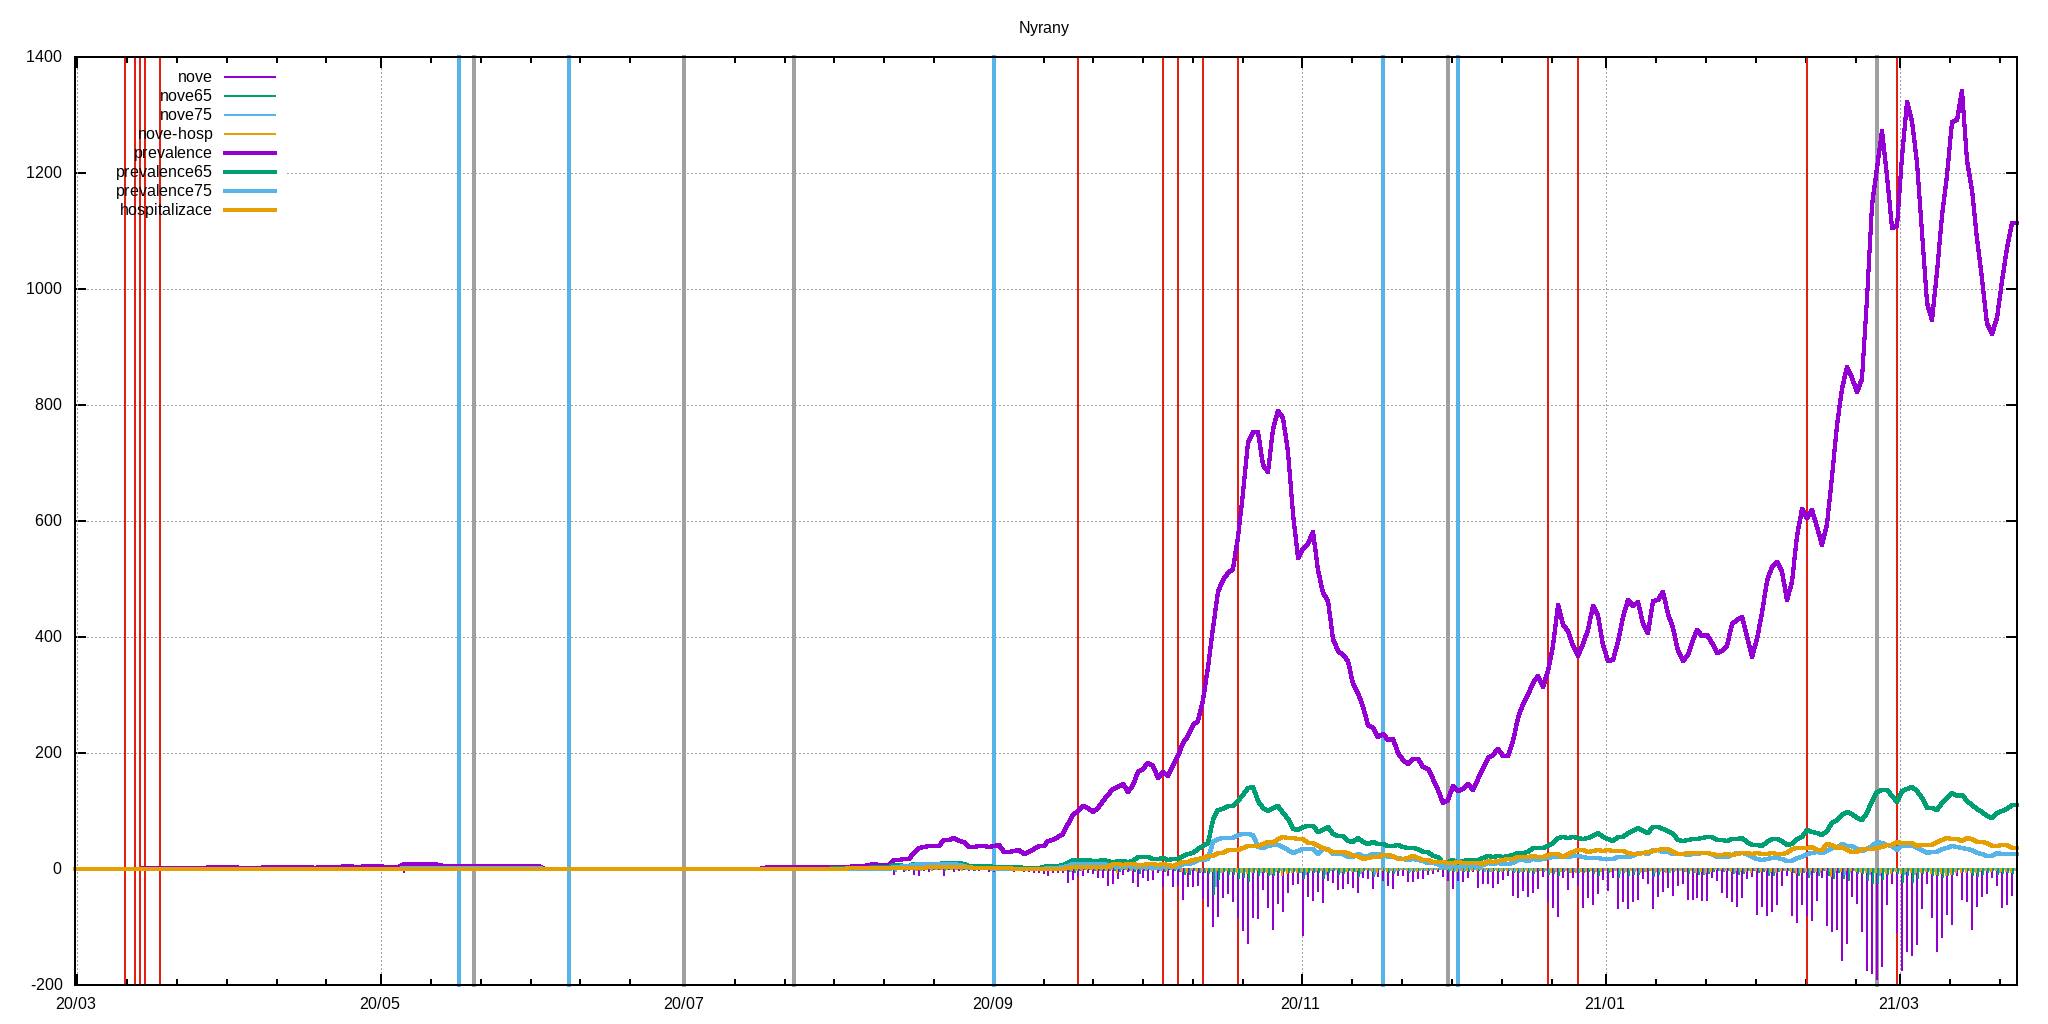 Nyrany
1400
1200
1000
800
600
400
200
0
-200
nove
nove65
nove75
nove-hosp
prevalence
prevalence65
prevalence75
hospitalizace
20/03 20/05 20/07 20/09 20/11 21/01 21/03